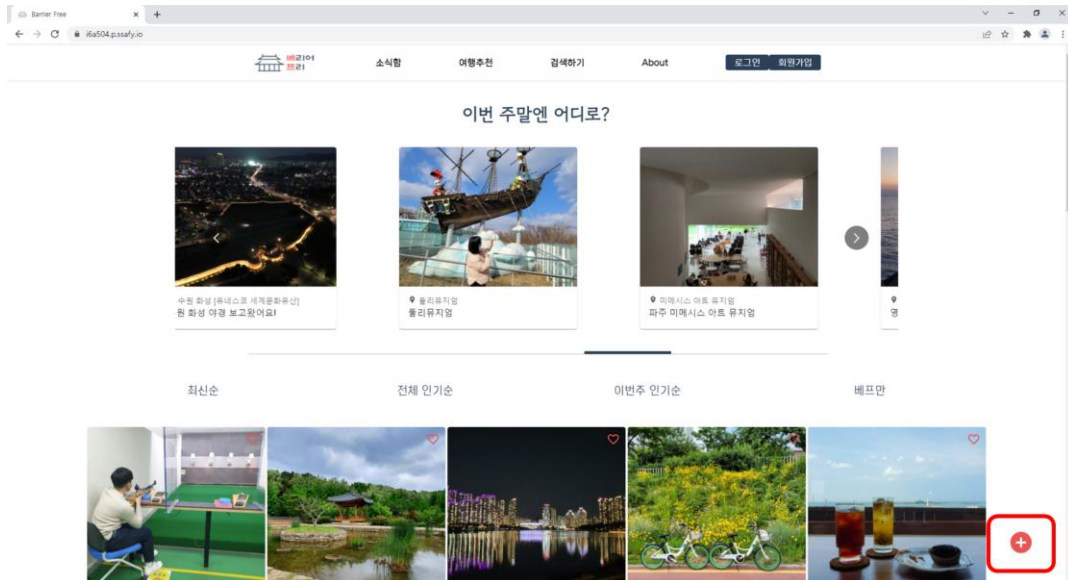 Barrier Free
i6a504.p.ssafy.io
베리어
프리
소식함
여행추천
검색하기
About
로그인
회원가입
이번 주말엔 어디로?
수원 화성 [유네스코 세계문화유산]
원 화성 야경 보고왔어요!
둘리뮤지엄
둘리뮤지엄
미메시스 아트 뮤지엄
파주 미메시스 아트 뮤지엄
명
최신순
전체 인기순
이번주 인기순
베프만